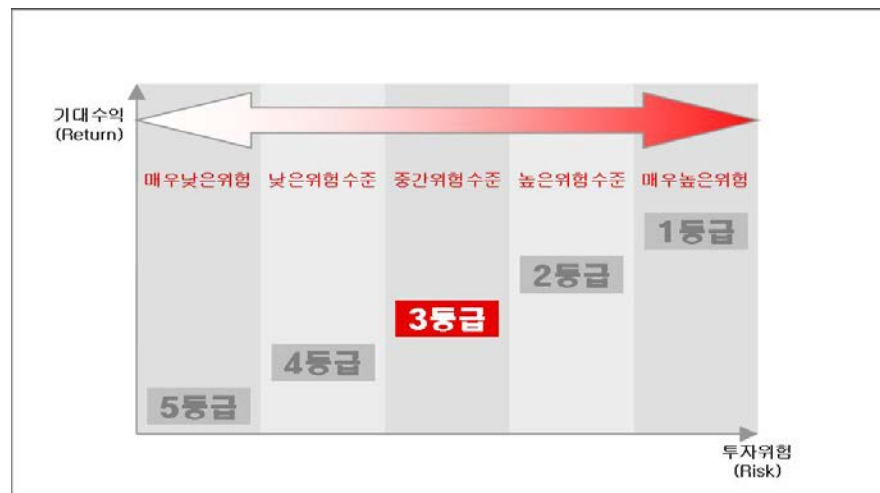 기대수익
(Return)
매우낮은위험 낮은위험수준 중간위험수준 높은위험수준 매우높은위험
1등급
2등급
3등급
4등급
5등급
투자위험
(Risk)